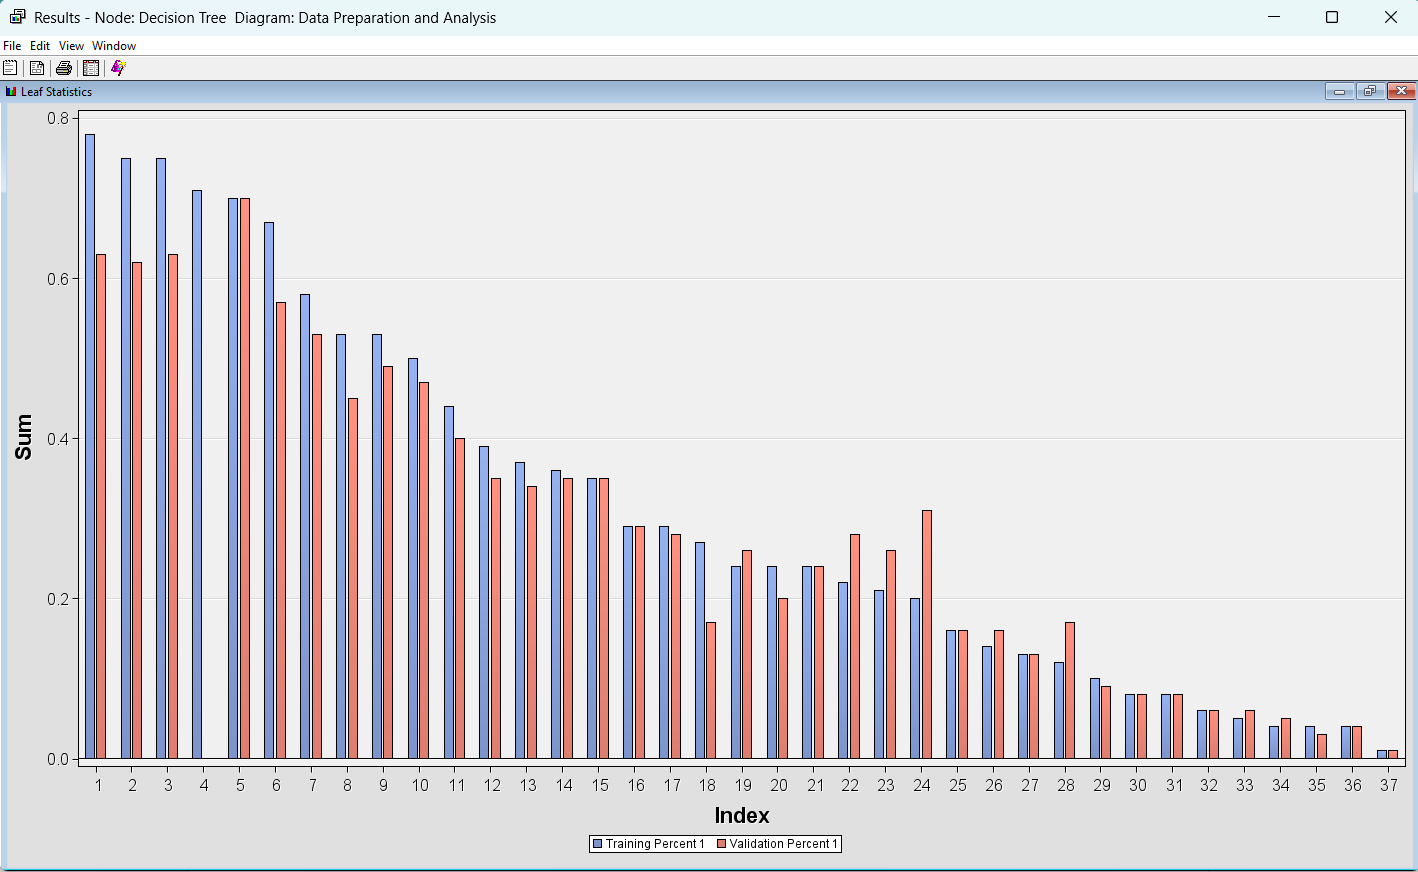 Results - Node: Decision Tree  Diagram: Data Preparation and Analysis
File Edit View Window
Leaf Statistics
0.8
0.6
0.4
0.2
0.0
Sum
1 2 3 4 5 6 7 8 9 10 11 12 13 14 15 16 17 18 19 20 21 22 23 24 25 26 27 28 29 30 31 32 33 34 35 36 37
Index
Training Percent 1 Validation Percent 1